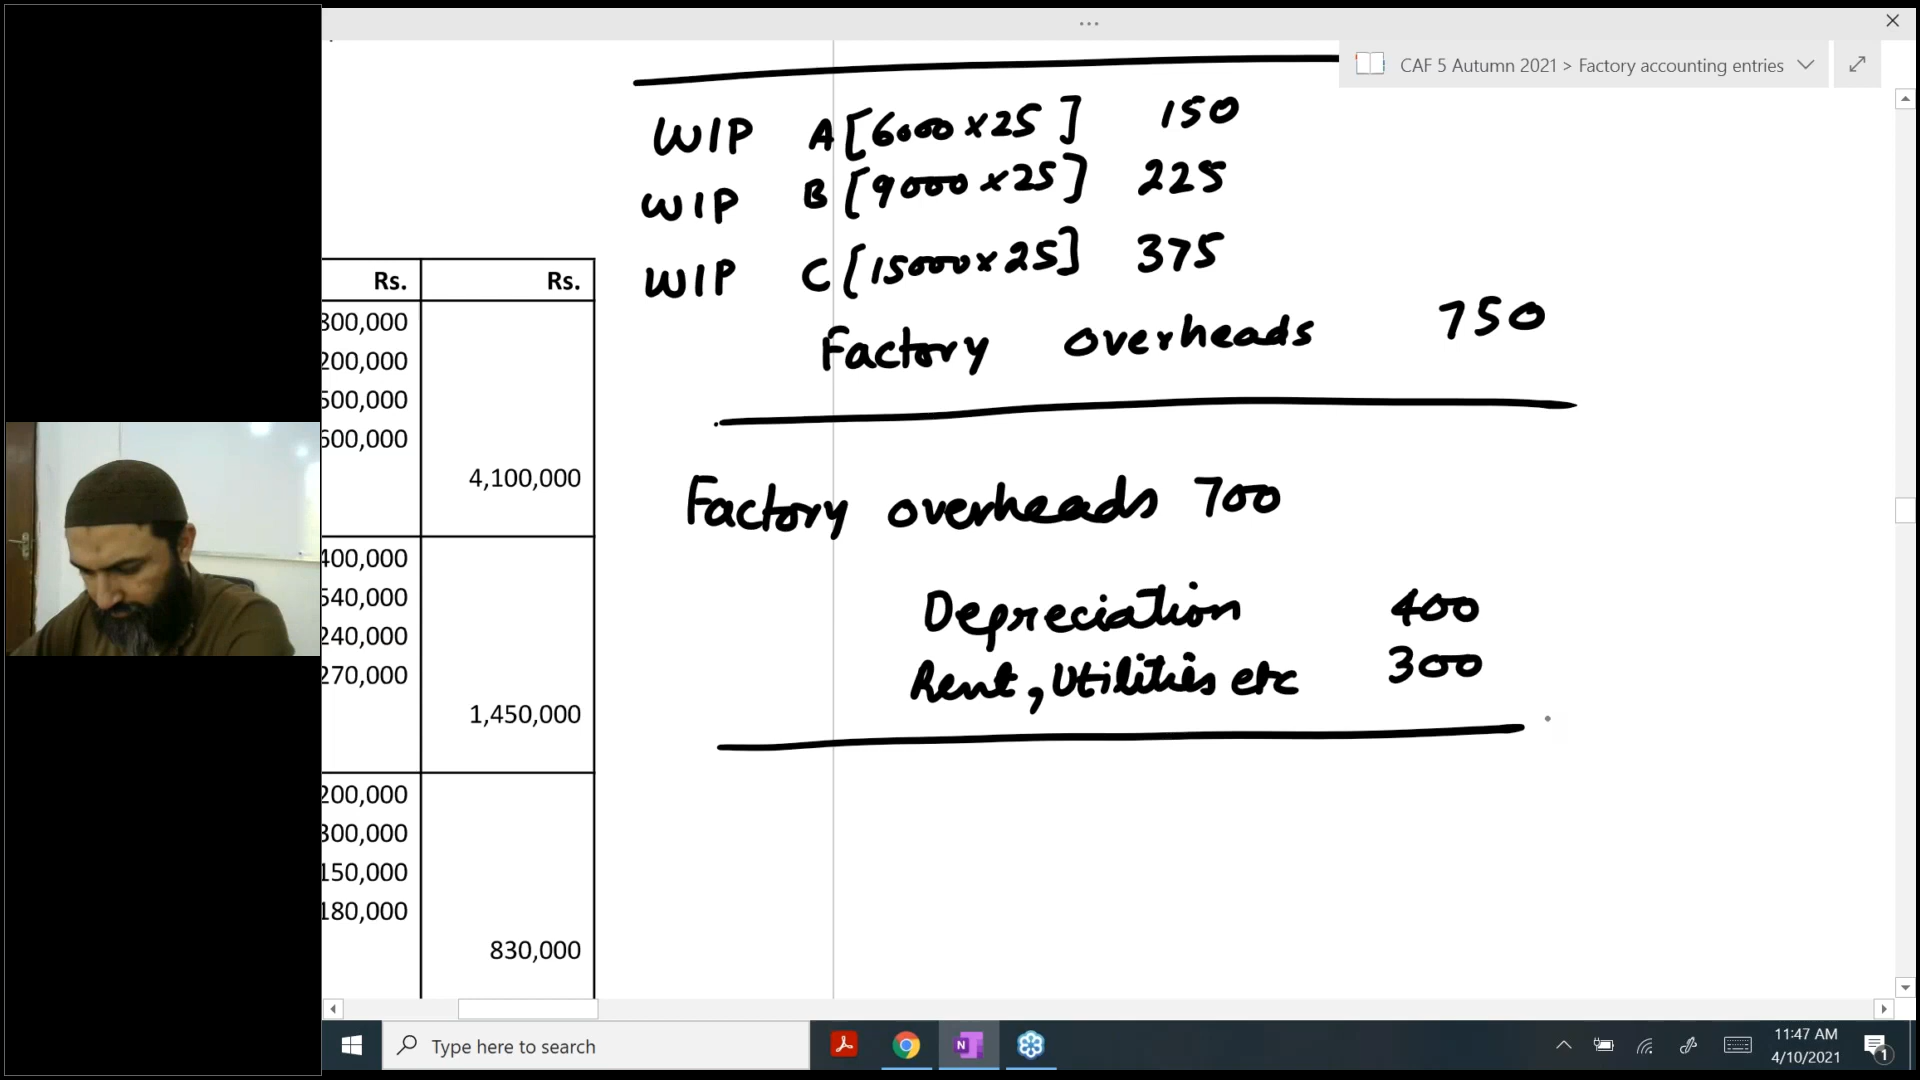 CAF 5 Autumn 2021 > Factory accounting entries
WIP A [6000 x 25] 150
WIP B [9000 x 25] 225
WIP C [15000 x 25] 375
Factory overheads 750
Factory overheads 700
Depreciation 400
Rent, Utilities etc 300
Rs. Rs.
300,000
200,000
500,000
600,000
4,100,000
400,000
540,000
240,000
270,000
1,450,000
200,000
300,000
150,000
180,000
830,000
Type here to search
11:47 AM
4/10/2021
1